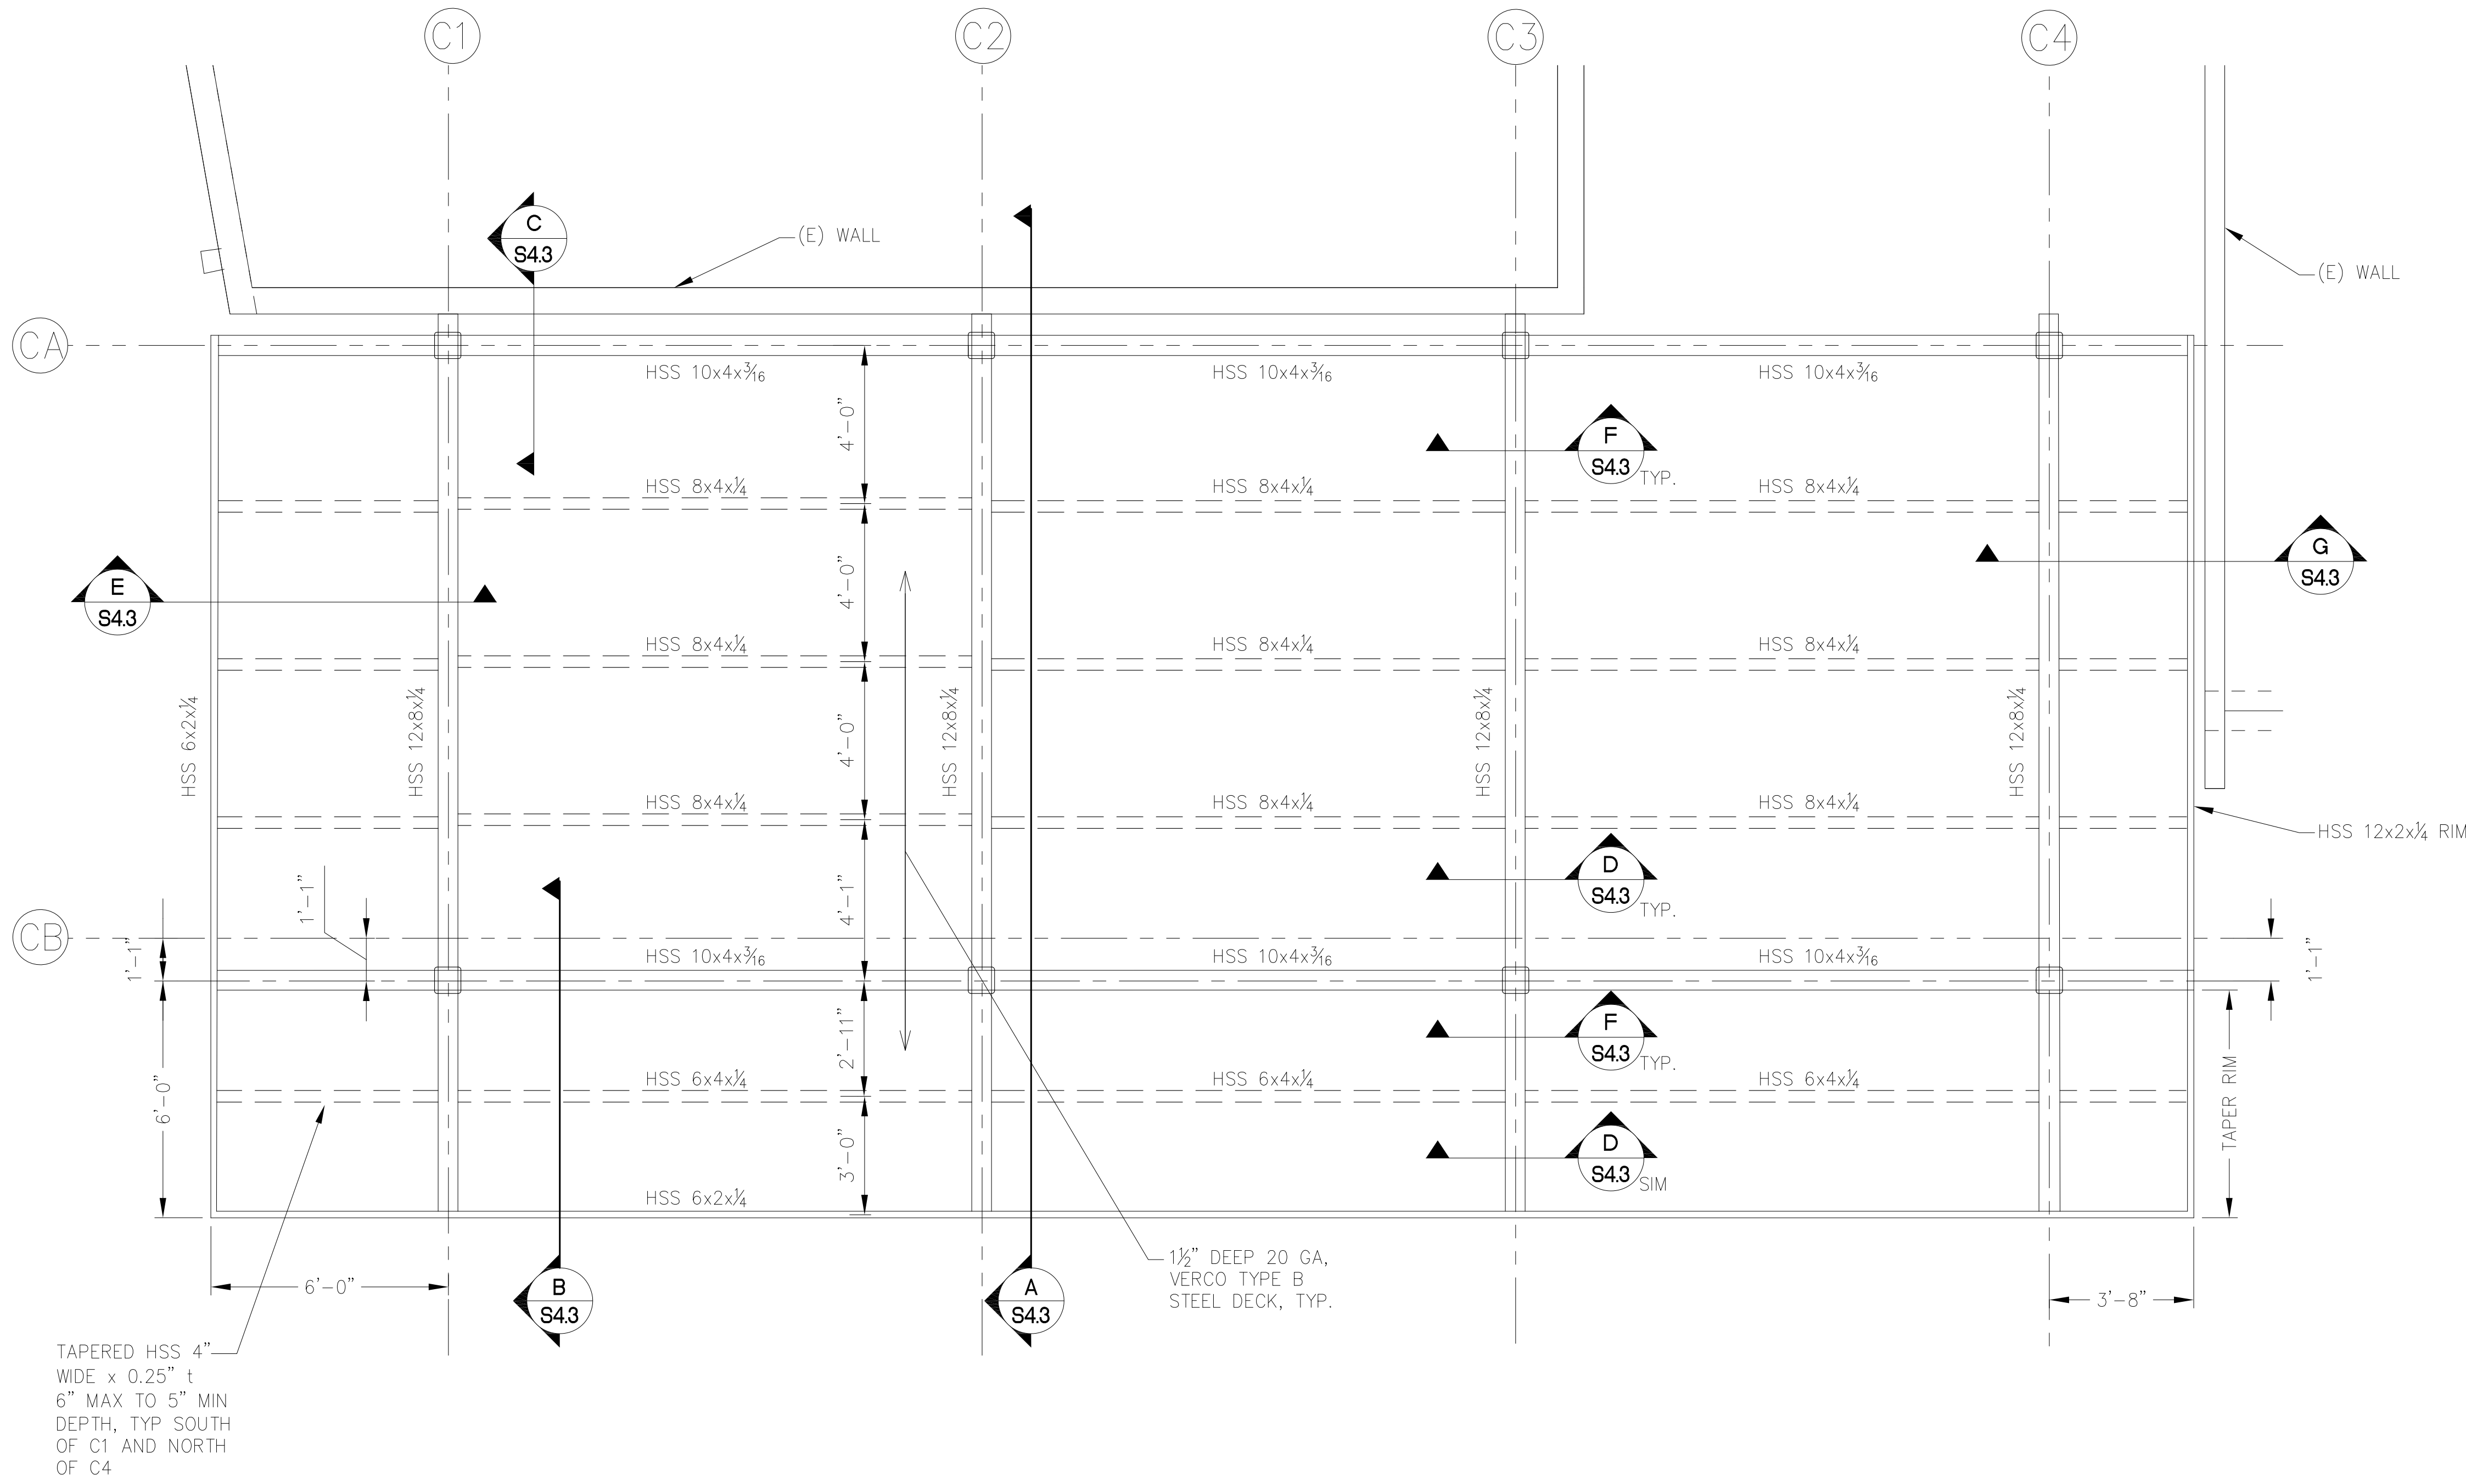 C1
C2
C3
C4
C
S4.3
(E) WALL
(E) WALL
CA
HSS 10x4x3⁄16
HSS 10x4x3⁄16
HSS 10x4x3⁄16
4'-0"
F
S4.3
TYP.
HSS 8x4x1⁄4
HSS 8x4x1⁄4
HSS 8x4x1⁄4
E
S4.3
4'-0"
G
S4.3
HSS 8x4x1⁄4
HSS 8x4x1⁄4
HSS 8x4x1⁄4
HSS 6x2x1⁄4
HSS 12x8x1⁄4
4'-0"
HSS 12x8x1⁄4
HSS 12x8x1⁄4
HSS 12x8x1⁄4
HSS 8x4x1⁄4
HSS 8x4x1⁄4
HSS 8x4x1⁄4
HSS 12x2x1⁄4 RIM
1'-1"
4'-1"
D
S4.3
TYP.
CB
1'-1"
HSS 10x4x3⁄16
HSS 10x4x3⁄16
HSS 10x4x3⁄16
1'-1"
6'-0"
2'-11"
F
S4.3
TYP.
HSS 6x4x1⁄4
HSS 6x4x1⁄4
HSS 6x4x1⁄4
TAPER RIM
3'-0"
D
S4.3
SIM
HSS 6x2x1⁄4
6'-0"
B
S4.3
A
S4.3
1½" DEEP 20 GA,
VERCO TYPE B
STEEL DECK, TYP.
3'-8"
TAPERED HSS 4"
WIDE x 0.25" t
6" MAX TO 5" MIN
DEPTH, TYP SOUTH
OF C1 AND NORTH
OF C4